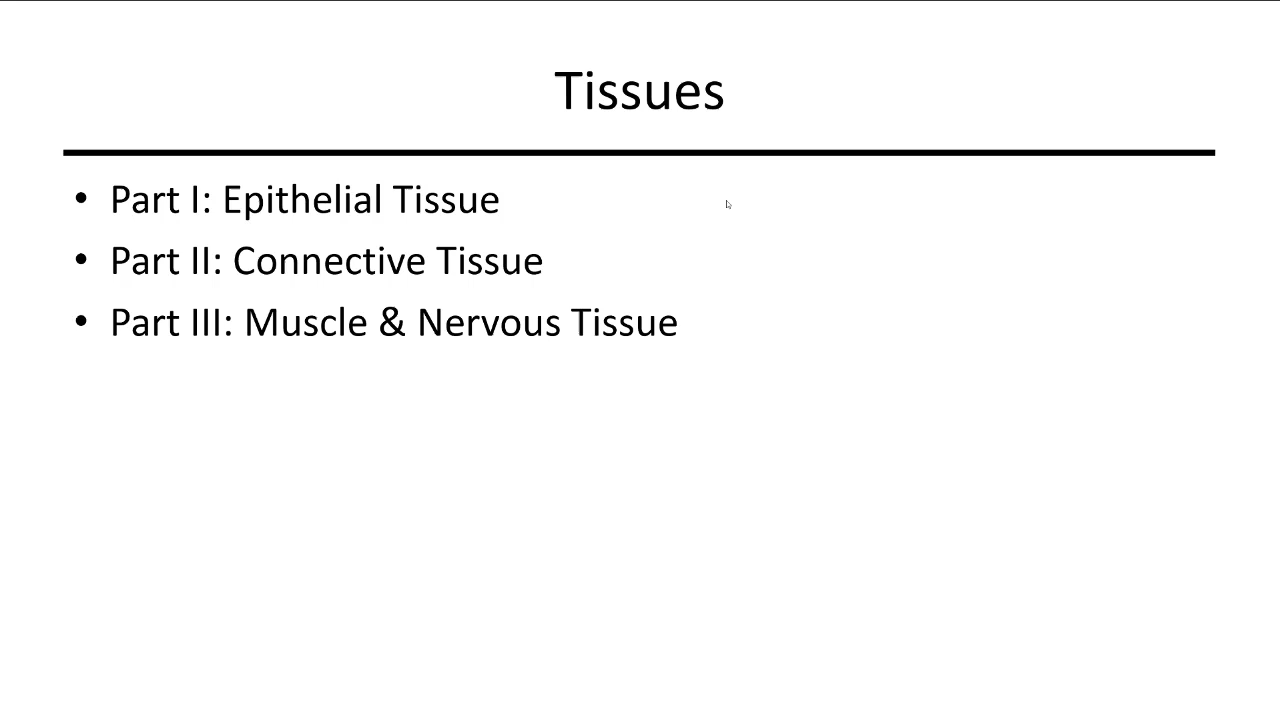 Tissues
• Part I: Epithelial Tissue
• Part II: Connective Tissue
• Part III: Muscle & Nervous Tissue